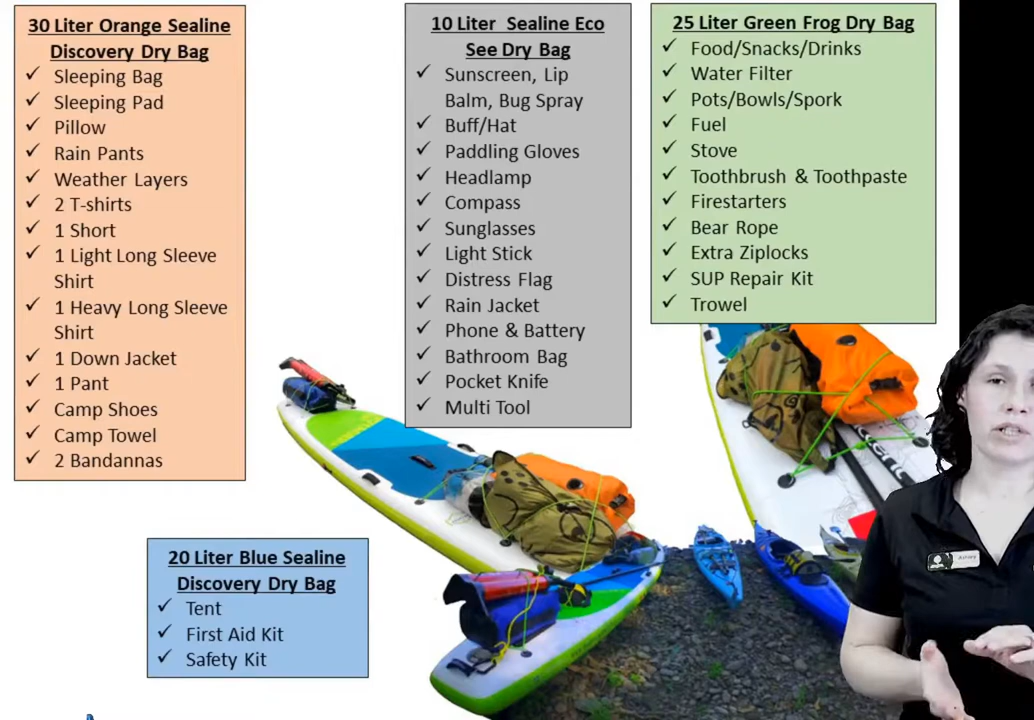 30 Liter Orange Sealine
Discovery Dry Bag
✓ Sleeping Bag
✓ Sleeping Pad
✓ Pillow
✓ Rain Pants
✓ Weather Layers
✓ 2 T-shirts
✓ 1 Short
✓ 1 Light Long Sleeve
Shirt
✓ 1 Heavy Long Sleeve
Shirt
✓ 1 Down Jacket
✓ 1 Pant
✓ Camp Shoes
✓ Camp Towel
✓ 2 Bandannas
10 Liter Sealine Eco
See Dry Bag
✓ Sunscreen, Lip
Balm, Bug Spray
✓ Buff/Hat
✓ Paddling Gloves
✓ Headlamp
✓ Compass
✓ Sunglasses
✓ Light Stick
✓ Distress Flag
✓ Rain Jacket
✓ Phone & Battery
✓ Bathroom Bag
✓ Pocket Knife
✓ Multi Tool
25 Liter Green Frog Dry Bag
✓ Food/Snacks/Drinks
✓ Water Filter
✓ Pots/Bowls/Spork
✓ Fuel
✓ Stove
✓ Toothbrush & Toothpaste
✓ Firestarters
✓ Bear Rope
✓ Extra Ziplocks
✓ SUP Repair Kit
✓ Trowel
20 Liter Blue Sealine
Discovery Dry Bag
✓ Tent
✓ First Aid Kit
✓ Safety Kit